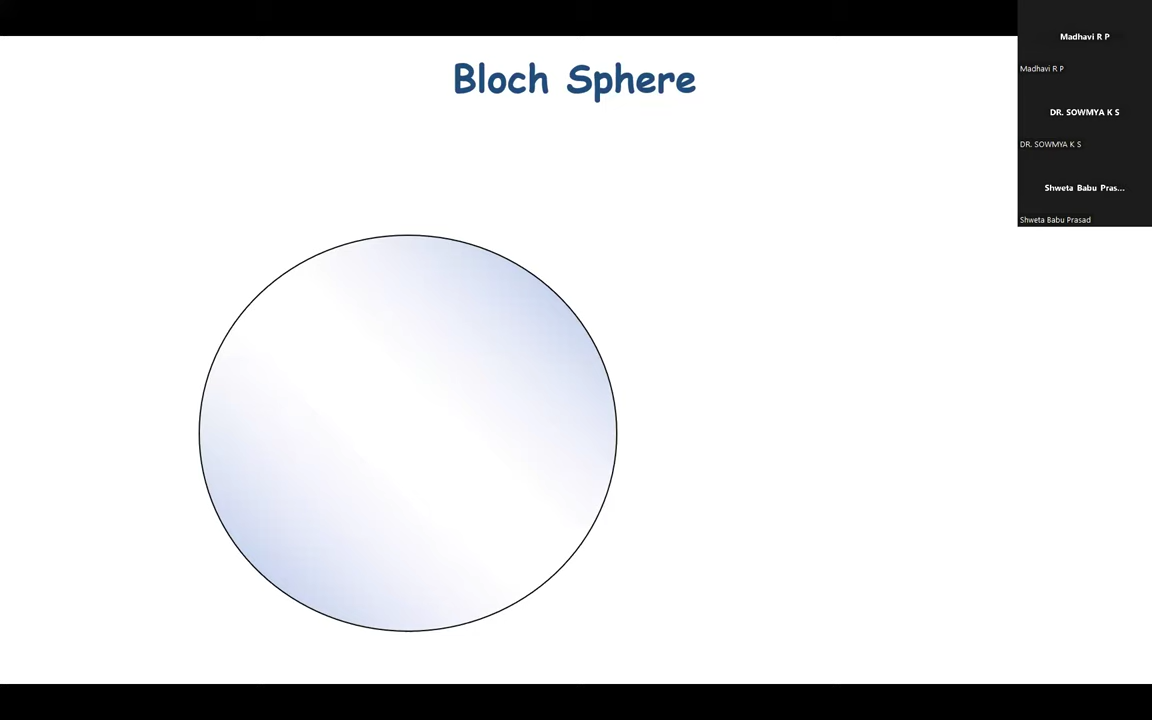 Bloch Sphere
Madhavi R P
Madhavi R P
DR. SOWMYA K S
DR. SOWMYA K S
Shweta Babu Pras...
Shweta Babu Prasad